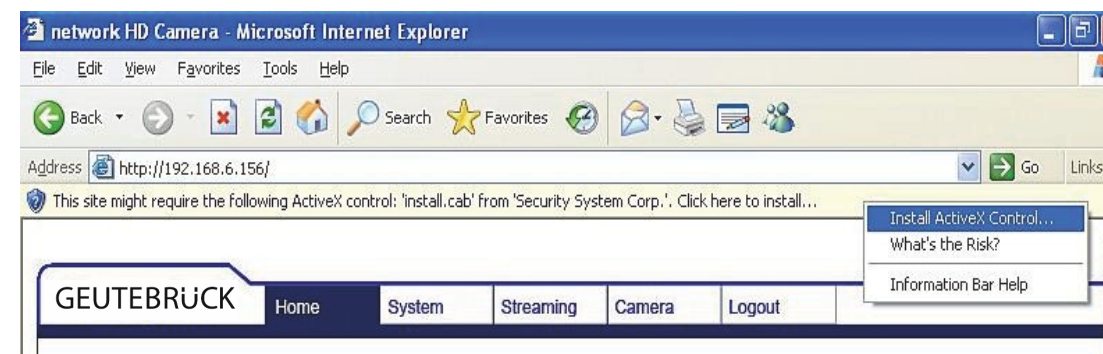 network HD Camera - Microsoft Internet Explorer
File Edit View Favorites Tools Help
Back Search Favorites
Address http://192.168.6.156/ Go Links
This site might require the following ActiveX control: 'install.cab' from 'Security System Corp.'. Click here to install...
Install ActiveX Control...
What's the Risk?
Information Bar Help
GEUTEBRÜCK Home System Streaming Camera Logout